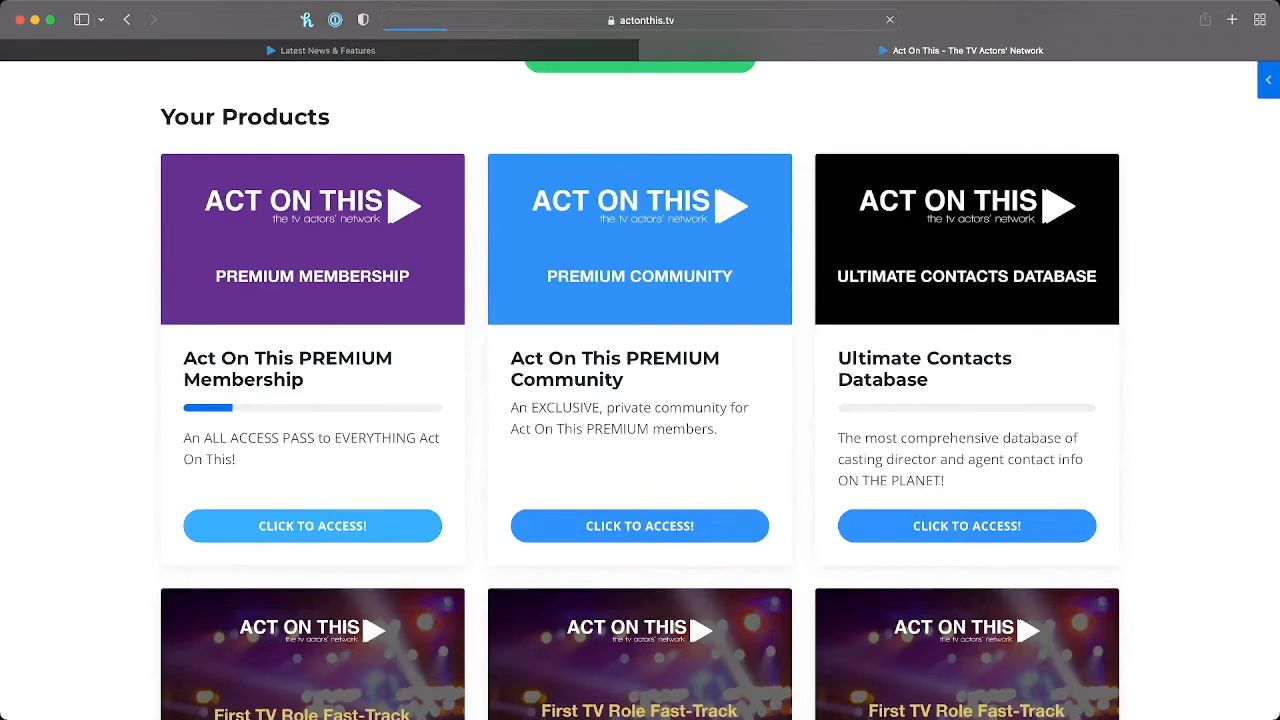 actonthis.tv
Latest News & Features
Act On This - The TV Actors' Network
Your Products
ACT ON THIS
the tv actors' network
PREMIUM MEMBERSHIP
ACT ON THIS
the tv actors' network
PREMIUM COMMUNITY
ACT ON THIS
the tv actors' network
ULTIMATE CONTACTS DATABASE
Act On This PREMIUM
Membership
An ALL ACCESS PASS to EVERYTHING Act
On This!
CLICK TO ACCESS!
Act On This PREMIUM
Community
An EXCLUSIVE, private community for
Act On This PREMIUM members.
CLICK TO ACCESS!
Ultimate Contacts
Database
The most comprehensive database of
casting director and agent contact info
ON THE PLANET!
CLICK TO ACCESS!
ACT ON THIS
the tv actors' network
First TV Role Fast-Track
ACT ON THIS
the tv actors' network
First TV Role Fast-Track
ACT ON THIS
the tv actors' network
First TV Role Fast-Track